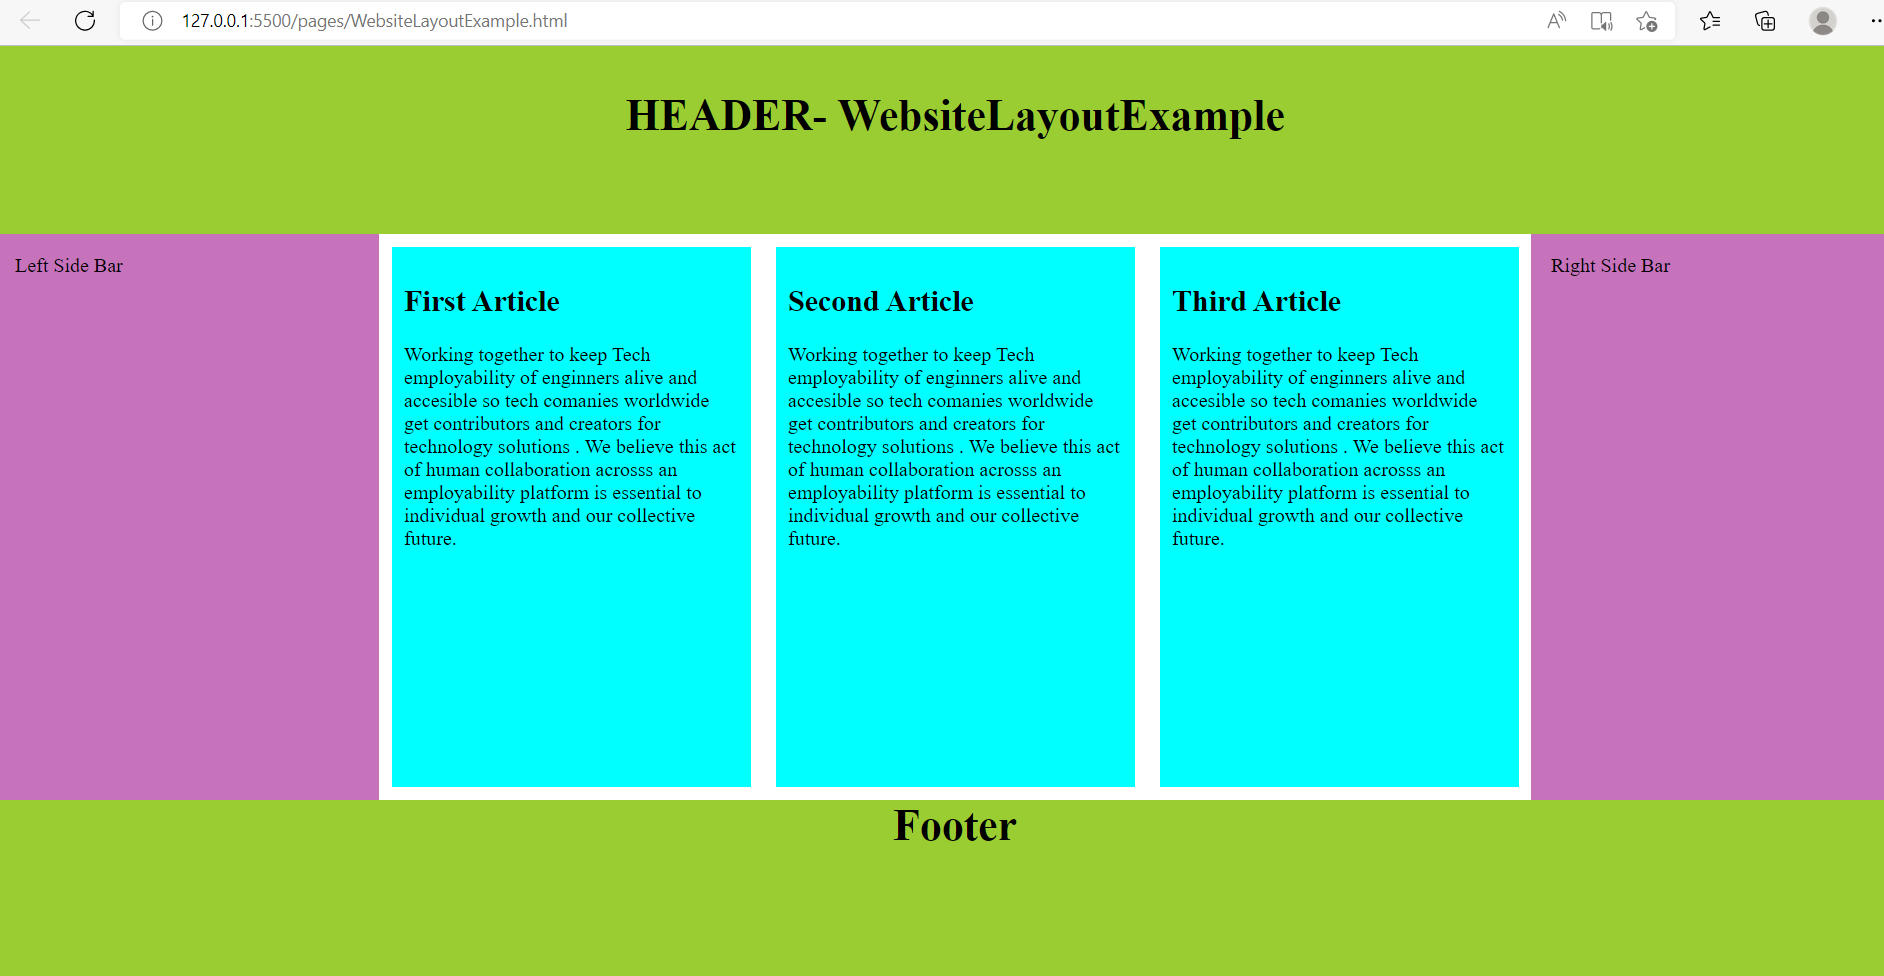 127.0.0.1:5500/pages/WebsiteLayoutExample.html
HEADER- WebsiteLayoutExample
Left Side Bar
First Article
Working together to keep Tech
employability of enginners alive and
accesible so tech comanies worldwide
get contributors and creators for
technology solutions . We believe this act
of human collaboration acrosss an
employability platform is essential to
individual growth and our collective
future.
Second Article
Working together to keep Tech
employability of enginners alive and
accesible so tech comanies worldwide
get contributors and creators for
technology solutions . We believe this act
of human collaboration acrosss an
employability platform is essential to
individual growth and our collective
future.
Third Article
Working together to keep Tech
employability of enginners alive and
accesible so tech comanies worldwide
get contributors and creators for
technology solutions . We believe this act
of human collaboration acrosss an
employability platform is essential to
individual growth and our collective
future.
Right Side Bar
Footer